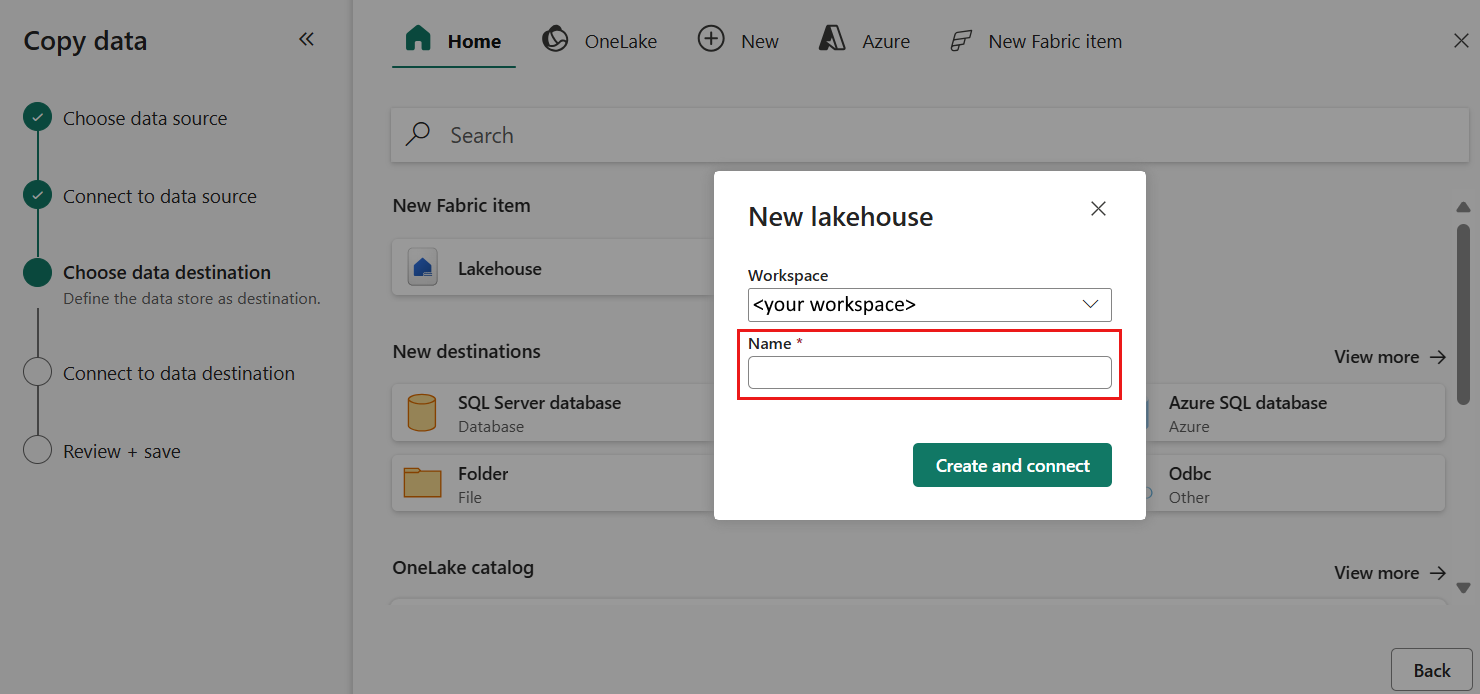 Copy data
Choose data source
Connect to data source
Choose data destination
Define the data store as destination.
Connect to data destination
Review + save
Home
OneLake
New
Azure
New Fabric item
Search
New Fabric item
Lakehouse
New destinations
View more
SQL Server database
Database
Azure SQL database
Azure
Folder
File
Odbc
Other
OneLake catalog
View more
Back
New lakehouse
Workspace
<your workspace>
Name *
Create and connect